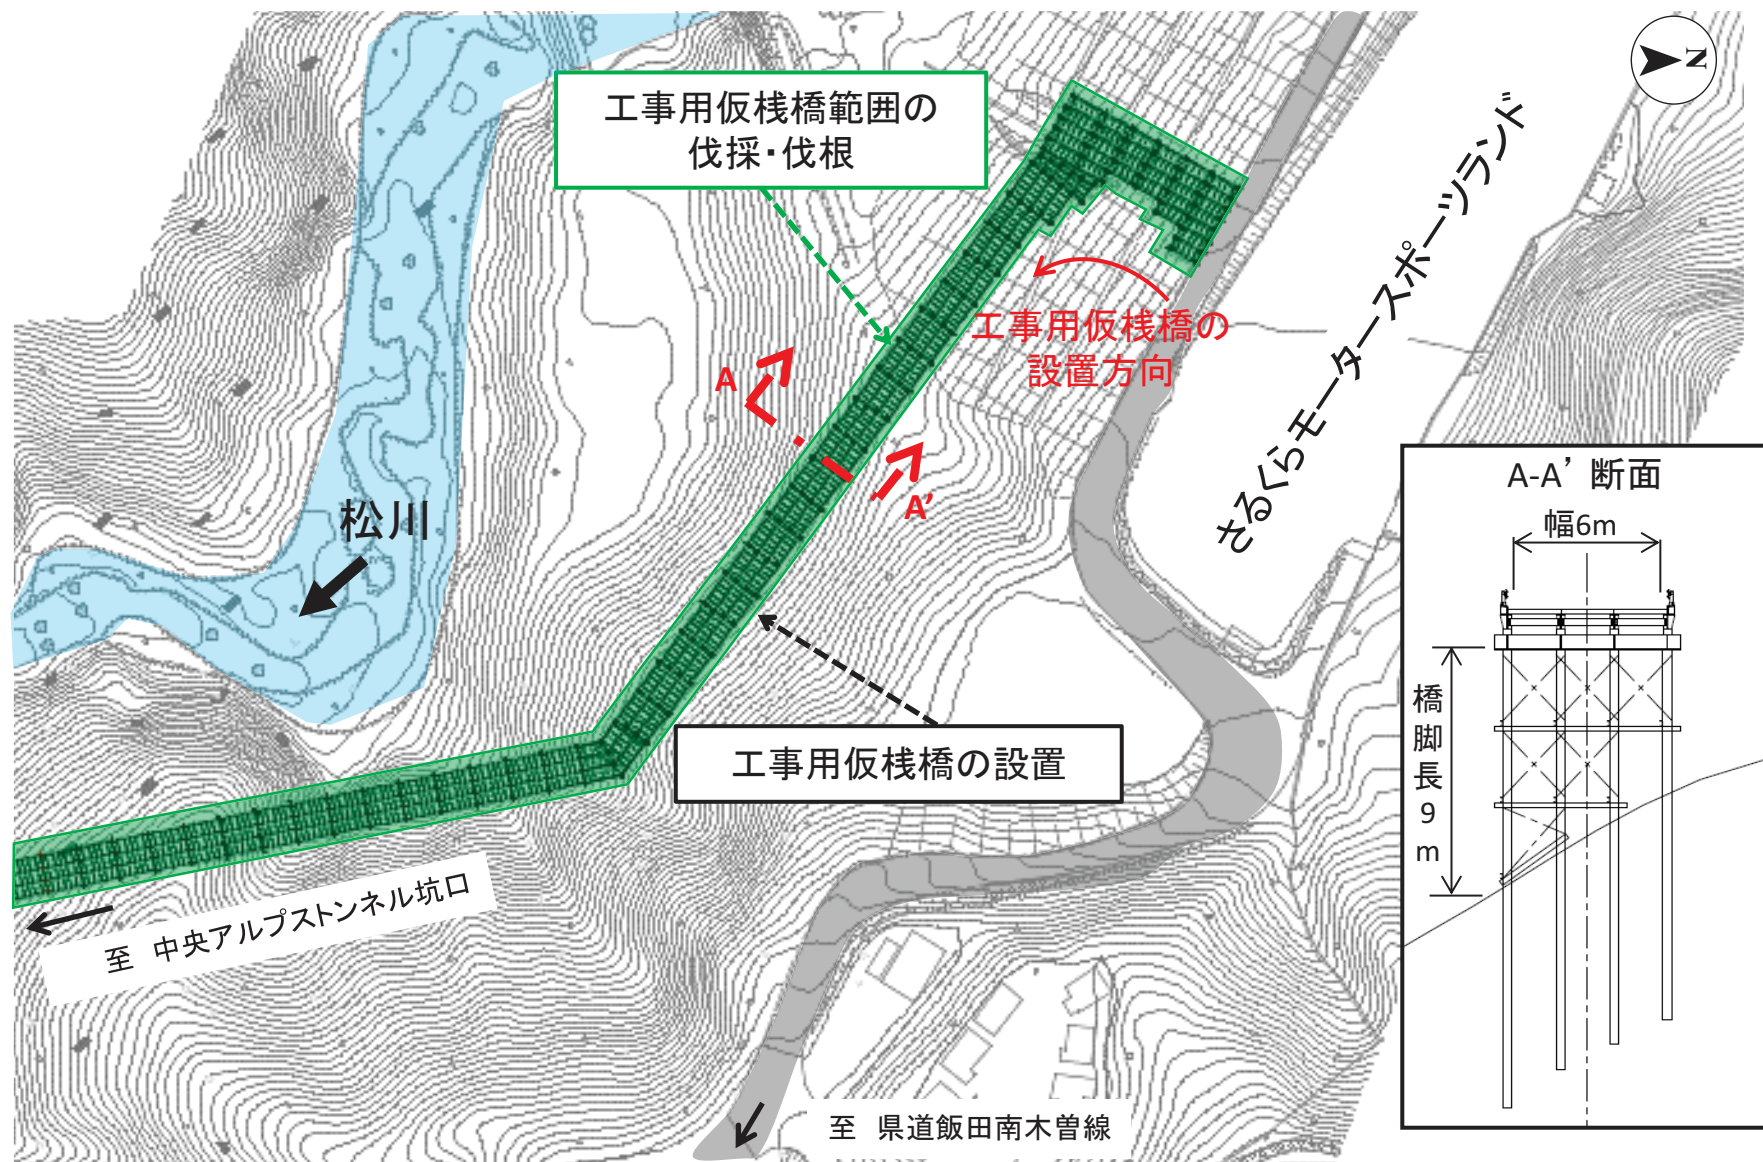 工事用仮桟橋範囲の
伐採・伐根
N
さるくらモータースポーツランド
工事用仮桟橋の
設置方向
A
A'
松川
A-A' 断面
幅6m
橋脚長9m
工事用仮桟橋の設置
至 中央アルプストンネル坑口
至 県道飯田南木曽線